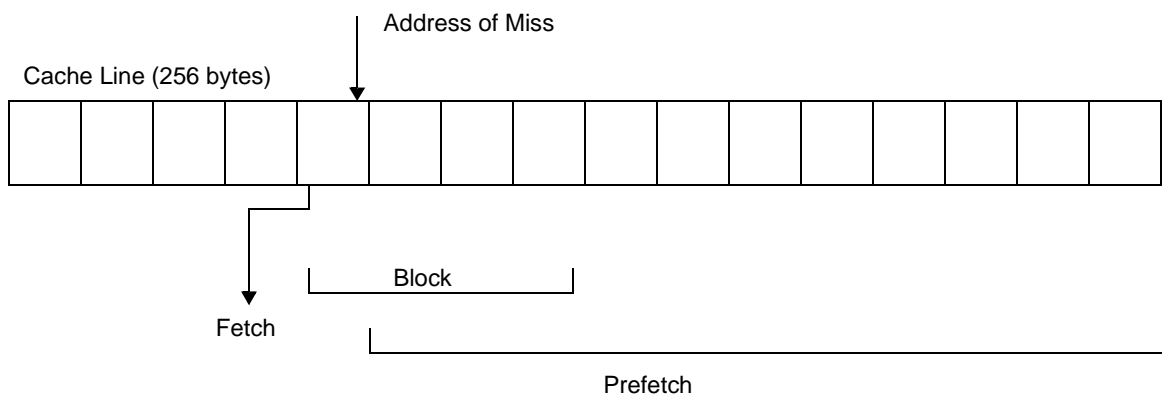 Address of Miss
Cache Line (256 bytes)
Block
Fetch
Prefetch